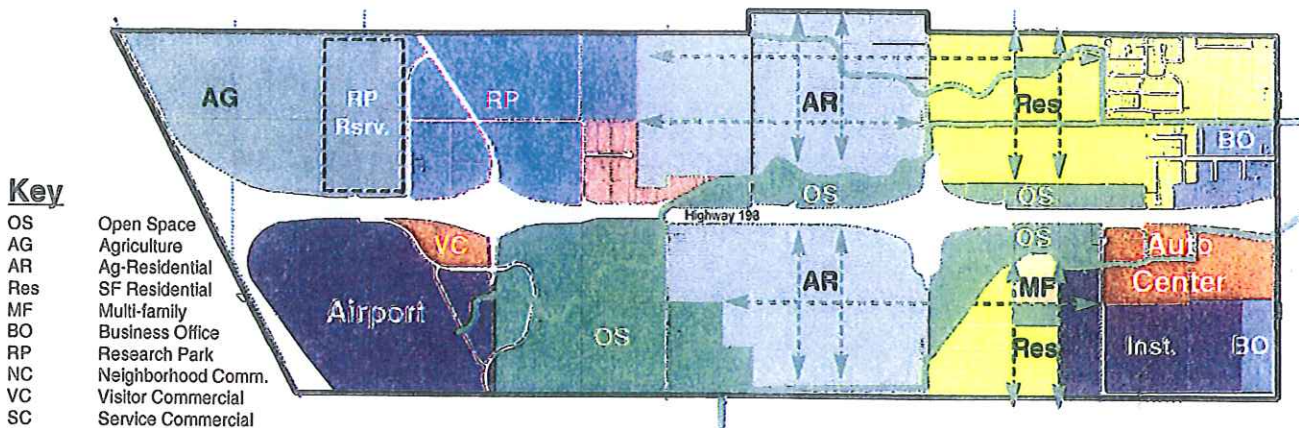 AG
RP
Rsrv.
RP
AR
Res
BO
OS
OS
Highway 198
Key
OS Open Space
AG Agriculture
AR Ag-Residential
Res SF Residential
MF Multi-family
BO Business Office
RP Research Park
NC Neighborhood Comm.
VC Visitor Commercial
SC Service Commercial
VC
Airport
OS
AR
OS
MF
Res
Auto
Center
Inst.
BO